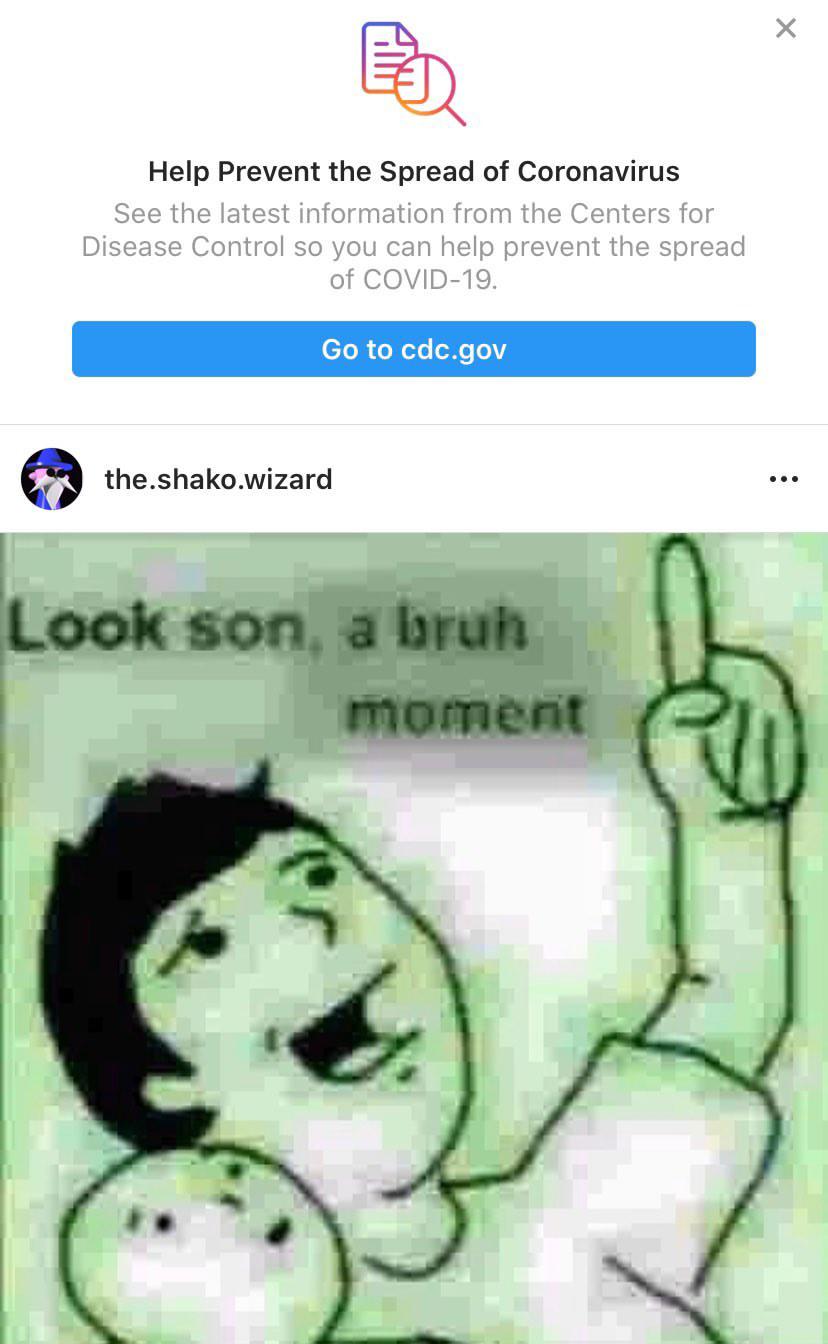 Help Prevent the Spread of Coronavirus
See the latest information from the Centers for
Disease Control so you can help prevent the spread
of COVID-19.
Go to cdc.gov
the.shako.wizard
Look son, a bruh
moment